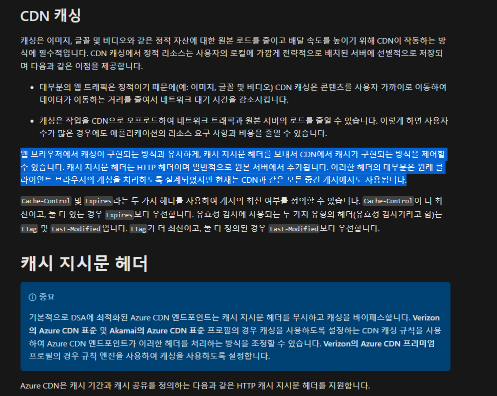 CDN 캐싱
캐싱은 이미지, 글꼴 및 비디오와 같은 정적 자산에 대한 원본 로드를 줄이고 배달 속도를 높이기 위해 CDN이 작동하는 방
식에 필수적입니다. CDN 캐싱에서 정적 리소스는 사용자의 로컬에 가깝게 전략적으로 배치된 서버에 선별적으로 저장되
며 다음과 같은 이점을 제공합니다.
• 대부분의 웹 트래픽은 정적이기 때문에(예: 이미지, 글꼴 및 비디오) CDN 캐싱은 콘텐츠를 사용자 가까이로 이동하여
데이터가 이동하는 거리를 줄여서 네트워크 대기 시간을 감소시킵니다.
• 캐싱은 작업을 CDN으로 오프로드하여 네트워크 트래픽과 원본 서버의 로드를 줄일 수 있습니다. 이렇게 하면 사용자
수가 많은 경우에도 애플리케이션의 리소스 요구 사항과 비용을 줄일 수 있습니다.
웹 브라우저에서 캐싱이 구현되는 방식과 유사하게, 캐시 지시문 헤더를 보내서 CDN에서 캐시가 구현되는 방식을 제어할
수 있습니다. 캐시 지시문 헤더는 HTTP 헤더이며 일반적으로 원본 서버에서 추가됩니다. 이러한 헤더의 대부분은 원래 클
라이언트 브라우저의 캐싱을 처리하도록 설계되었지만 현재는 CDN과 같은 모든 중간 캐시에서도 사용됩니다.
Cache-Control 및 Expires라는 두 가지 헤더를 사용하여 캐시의 최신 여부를 정의할 수 있습니다. Cache-Control이 더 최
신이고, 둘 다 있는 경우 Expires보다 우선합니다. 유효성 검사에 사용되는 두 가지 유형의 헤더(유효성 검사기라고 함)는
ETag 및 Last-Modified입니다. ETag가 더 최신이고, 둘 다 정의된 경우 Last-Modified보다 우선합니다.
캐시 지시문 헤더
ⓘ 중요
기본적으로 DSA에 최적화된 Azure CDN 엔드포인트는 캐시 지시문 헤더를 무시하고 캐싱을 바이패스합니다. Verizon
의 Azure CDN 표준 및 Akamai의 Azure CDN 표준 프로필의 경우 캐싱을 사용하도록 설정하는 CDN 캐싱 규칙을 사용
하여 Azure CDN 엔드포인트가 이러한 헤더를 처리하는 방식을 조정할 수 있습니다. Verizon의 Azure CDN 프리미엄
프로필의 경우 규칙 엔진을 사용하여 캐싱을 사용하도록 설정합니다.
Azure CDN은 캐시 기간과 캐시 공유를 정의하는 다음과 같은 HTTP 캐시 지시문 헤더를 지원합니다.